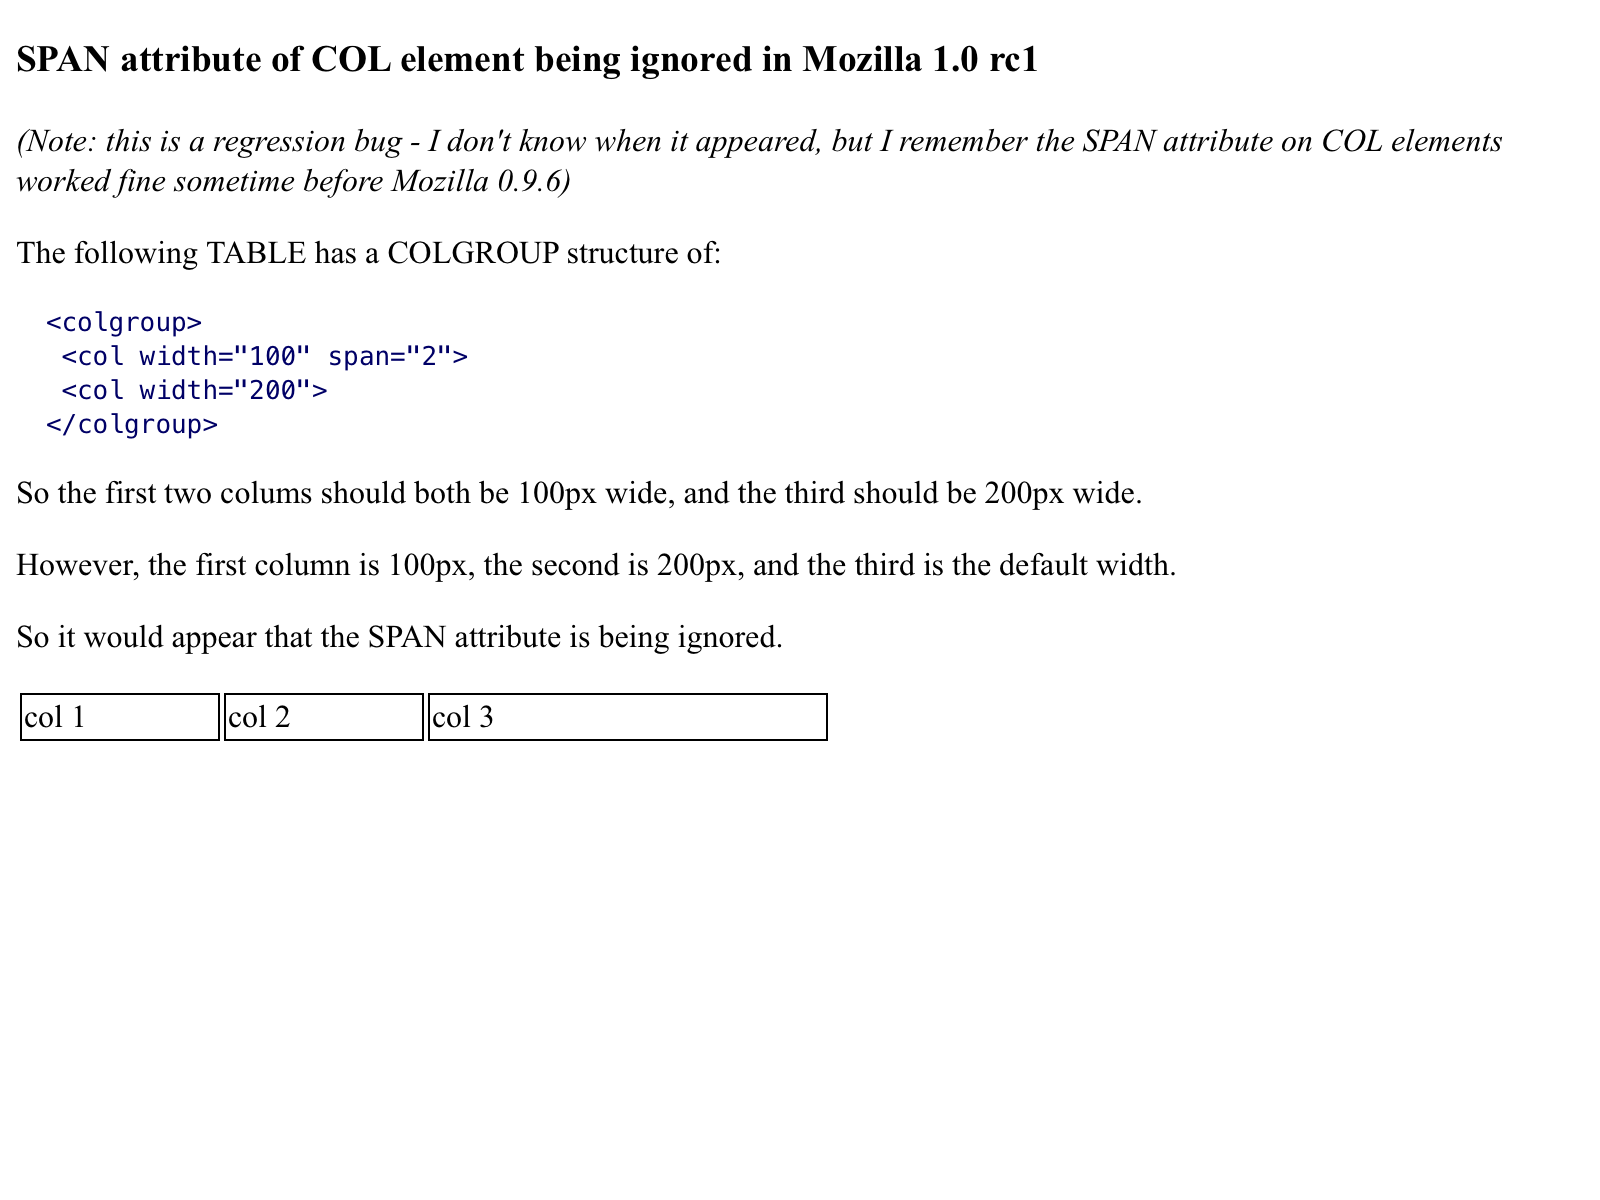 SPAN attribute of COL element being ignored in Mozilla 1.0 rc1
(Note: this is a regression bug - I don't know when it appeared, but I remember the SPAN attribute on COL elements
worked fine sometime before Mozilla 0.9.6)
The following TABLE has a COLGROUP structure of:
<colgroup>
<col width="100" span="2">
<col width="200">
</colgroup>
So the first two colums should both be 100px wide, and the third should be 200px wide.
However, the first column is 100px, the second is 200px, and the third is the default width.
So it would appear that the SPAN attribute is being ignored.
col 1 col 2 col 3